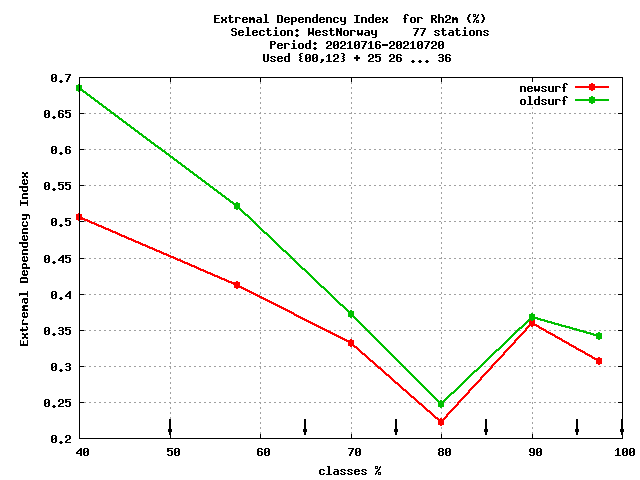 Extremal Dependency Index  for Rh2m (%)
Selection: WestNorway     77 stations
Period: 20210716-20210720
Used {00,12} + 25 26 ... 36
newsurf
oldsurf
Extremal Dependency Index
0.7
0.65
0.6
0.55
0.5
0.45
0.4
0.35
0.3
0.25
0.2
40 50 60 70 80 90 100
classes %